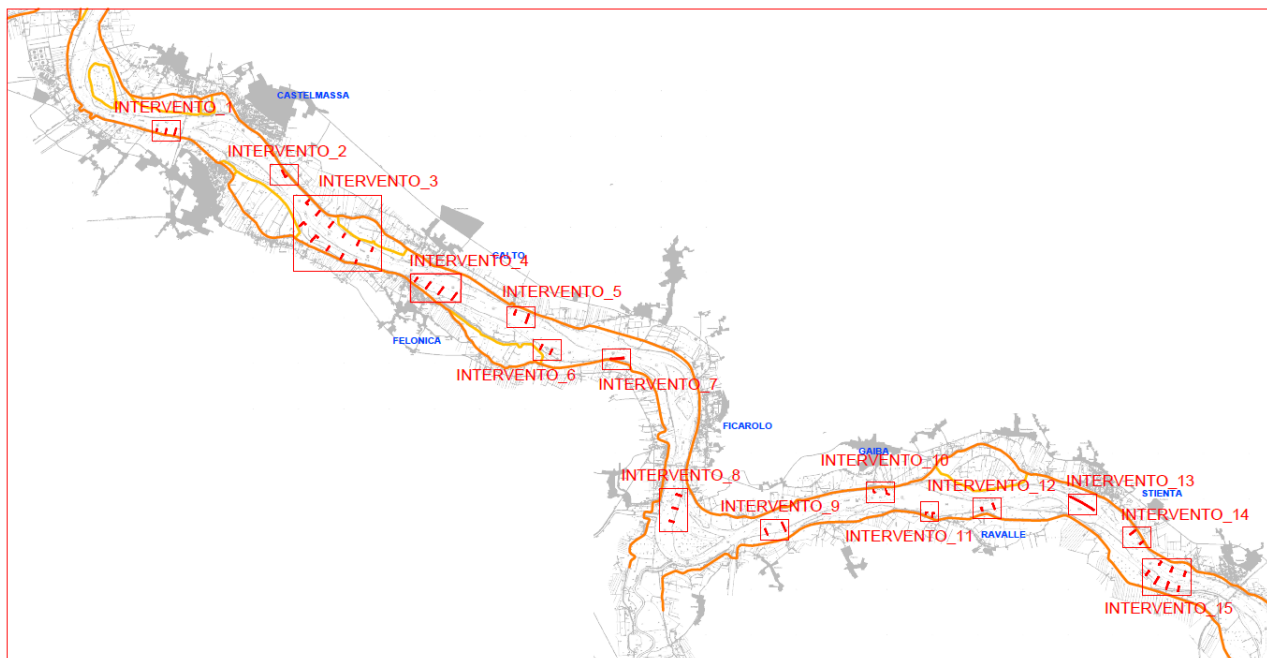 CASTELMASSA
INTERVENTO_1
INTERVENTO_2
INTERVENTO_3
CALTO
INTERVENTO_4
INTERVENTO_5
FELONICA
INTERVENTO_6
INTERVENTO_7
FICAROLO
GAIBA
INTERVENTO_10
INTERVENTO_8
INTERVENTO_12
INTERVENTO_13
STIENTA
INTERVENTO_9
INTERVENTO_14
INTERVENTO_11
RAVALLE
INTERVENTO_15